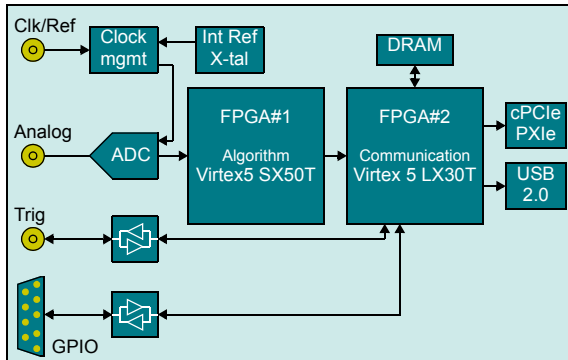 Clk/Ref
Clock
mgmt
Int Ref
X-tal
DRAM
FPGA#1
Algorithm
Virtex5 SX50T
FPGA#2
Communication
Virtex 5 LX30T
cPCIe
PXIe
USB
2.0
Analog
ADC
Trig
GPIO